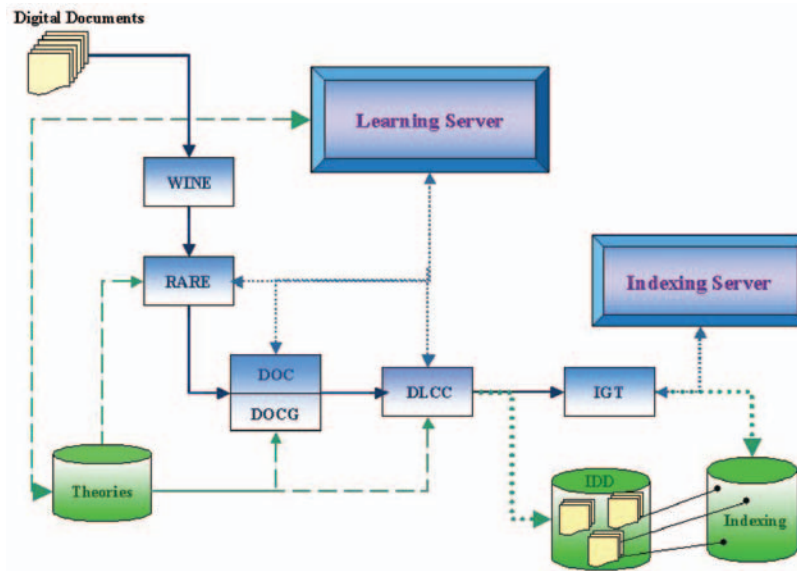 Digital Documents
Learning Server
WINE
RARE
Indexing Server
DOC
DOCG
DLCC
IGT
Theories
IDD
Indexing